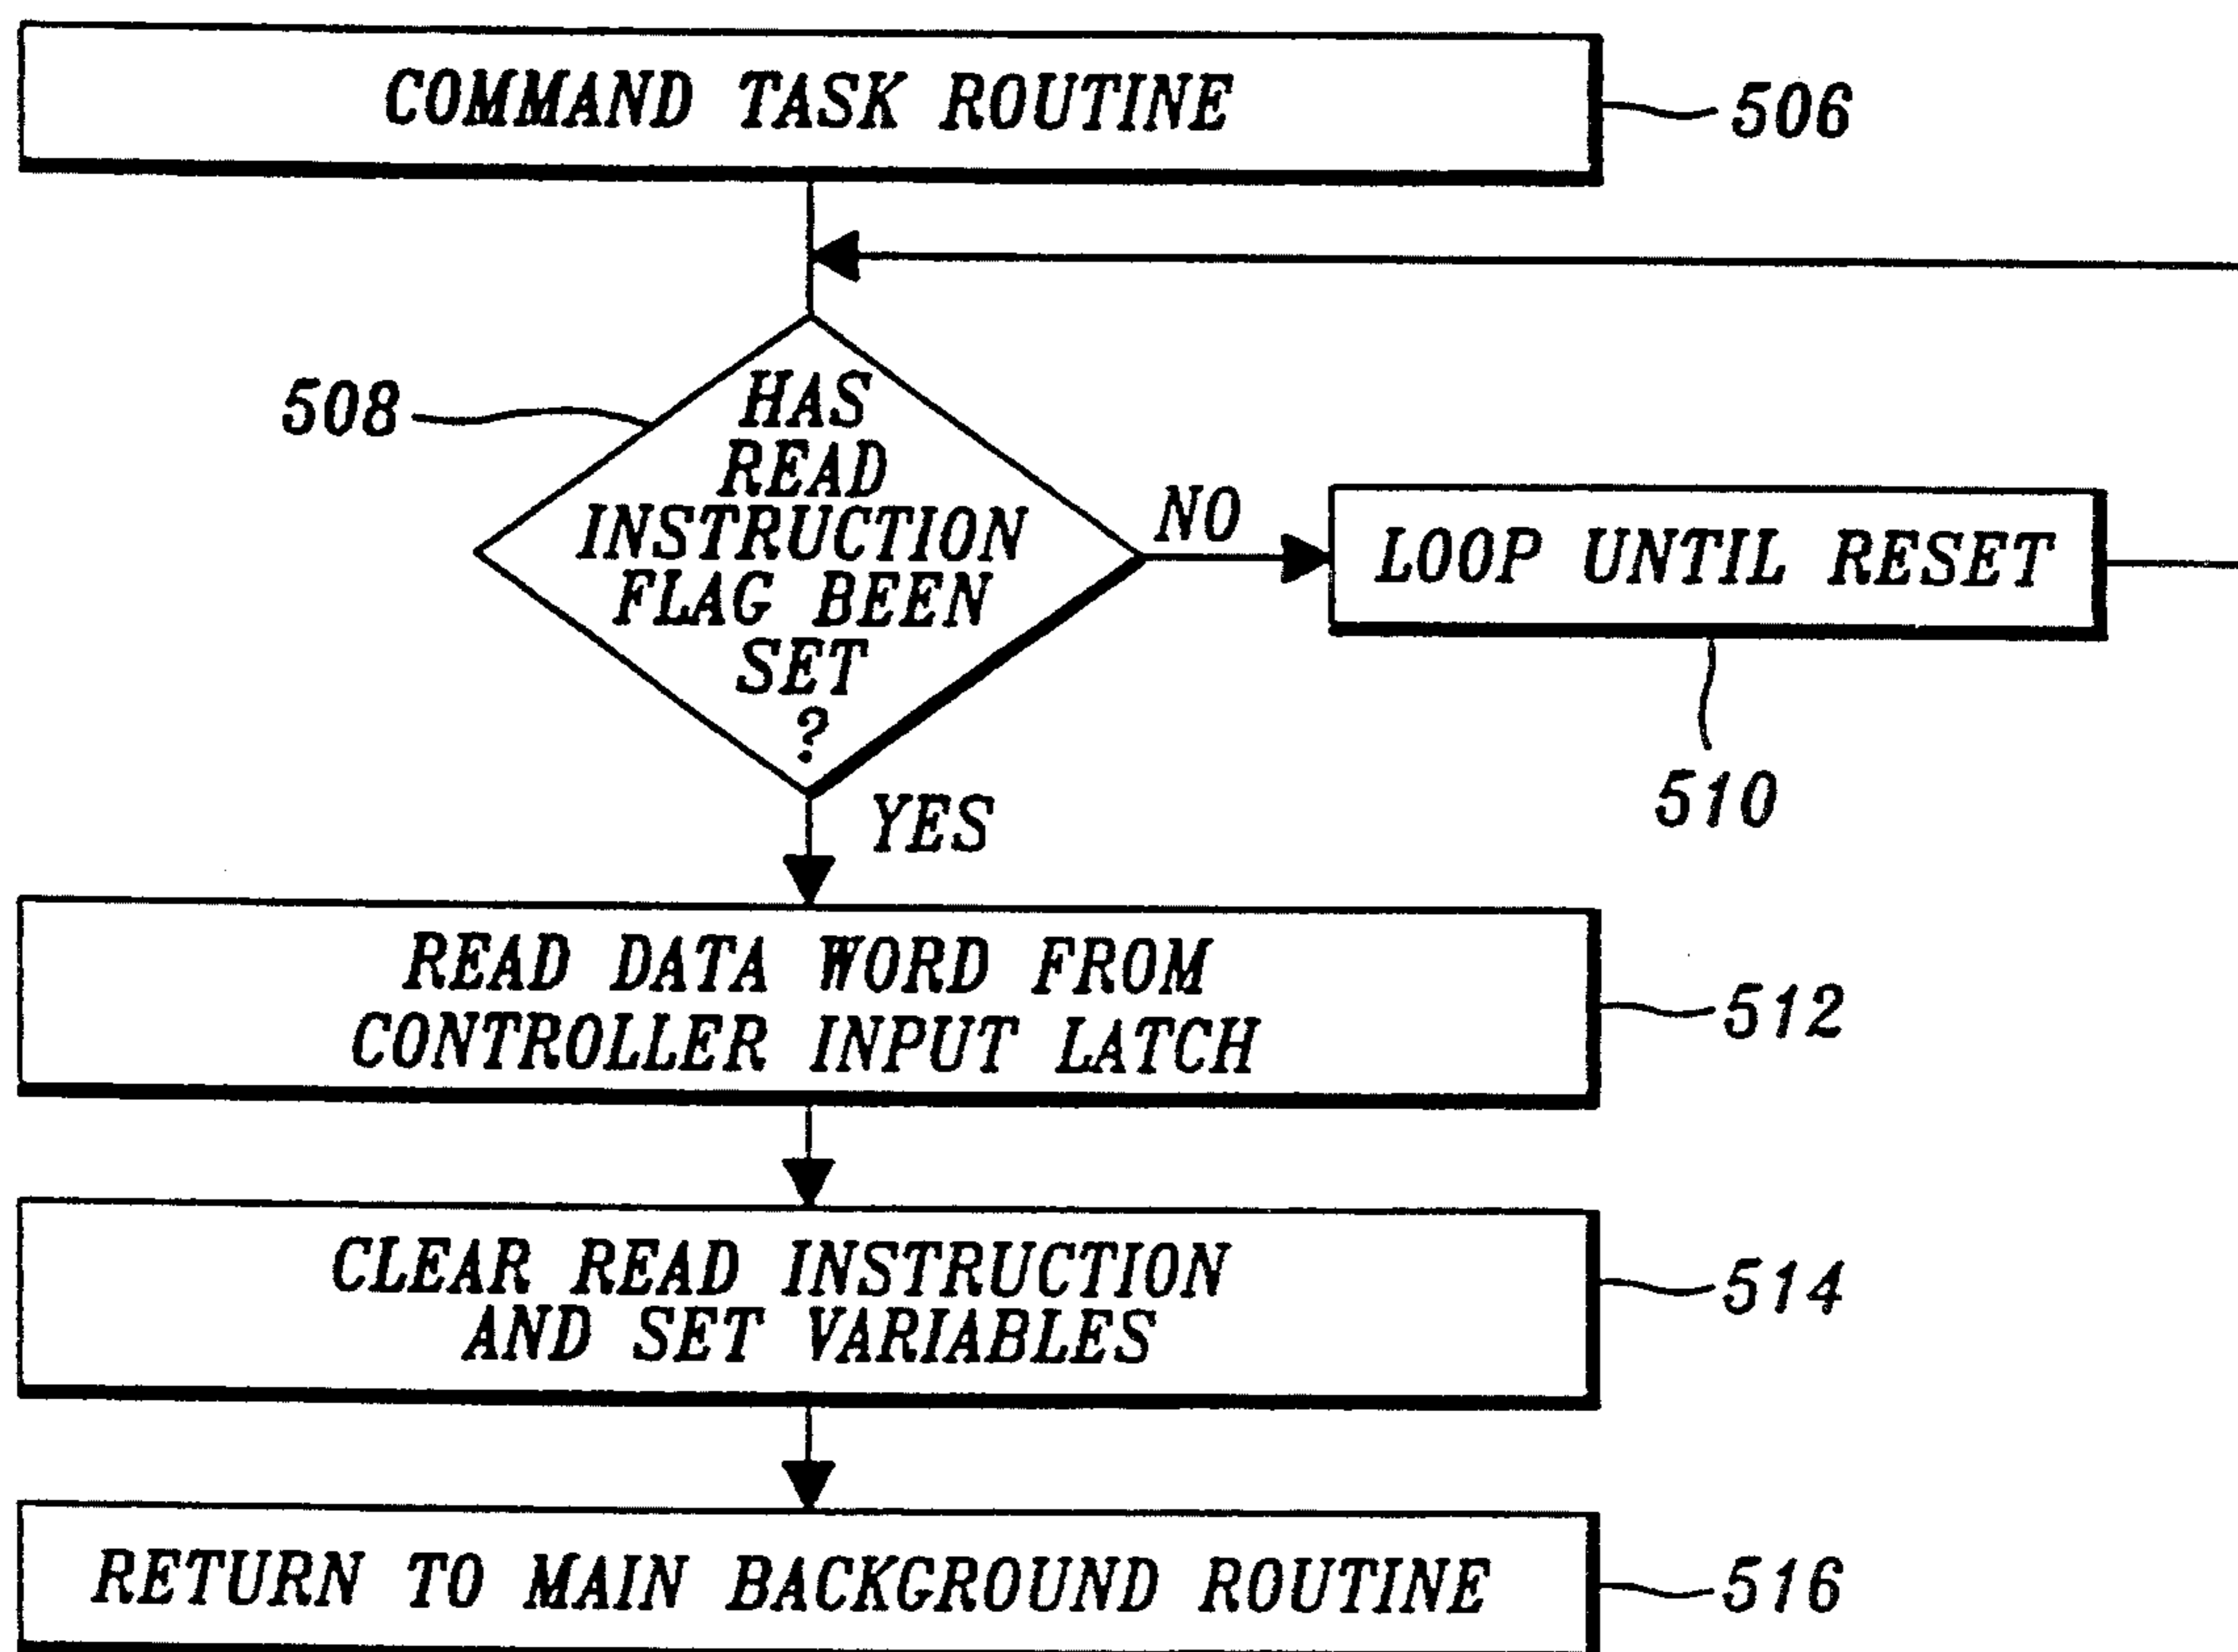 COMMAND TASK ROUTINE
506
508
HAS
READ
INSTRUCTION
FLAG BEEN
SET
?
NO
LOOP UNTIL RESET
510
YES
READ DATA WORD FROM
CONTROLLER INPUT LATCH
512
CLEAR READ INSTRUCTION
AND SET VARIABLES
514
RETURN TO MAIN BACKGROUND ROUTINE
516